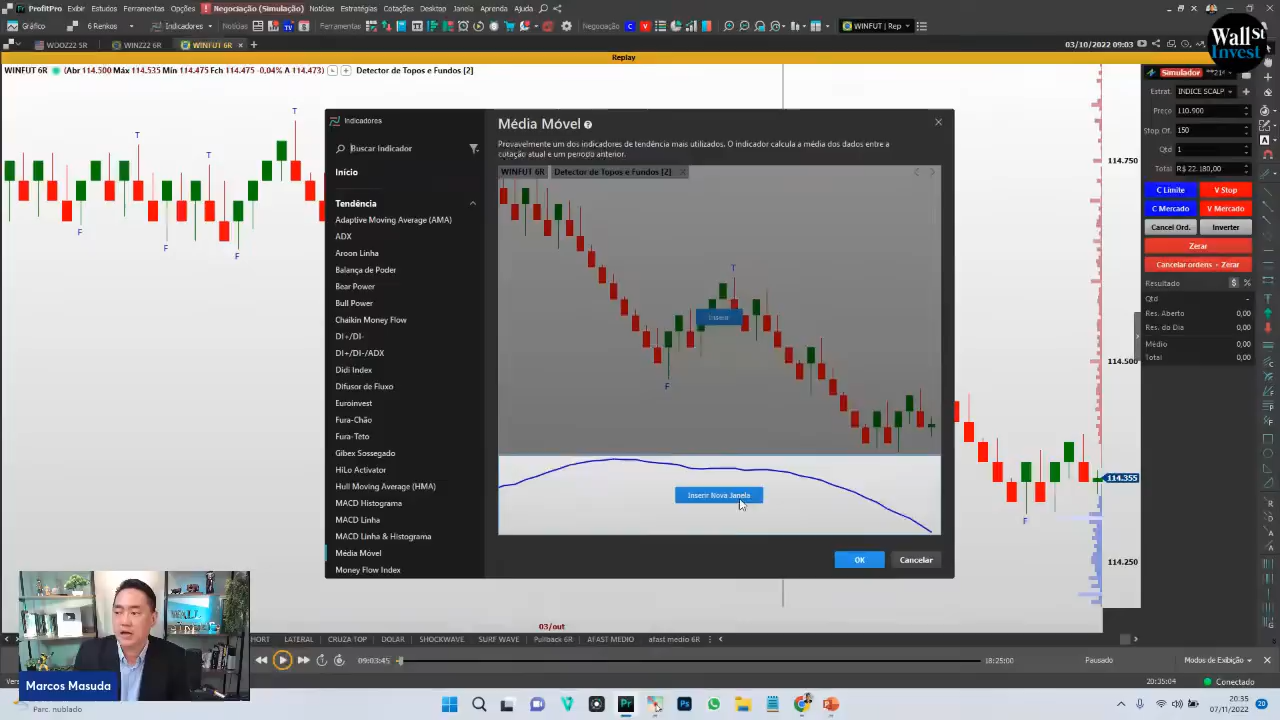 ProfitPro Exibir Estudos Ferramentas Opções Negociação (Simulação) Notícias Estratégias Cotações Desktop Janela Aprenda Ajuda
Gráfico Indicadores Ferramentas Negociação C V WINFUT | Rep
WDOZ22 5R WINZ22 6R WINFUT 6R
03/10/2022 09:03
Wall St Invest
Replay
WINFUT 6R (Abr 114.500 Máx 114.535 Mín 114.475 Fch 114.475 -0,04% A 114.473) Detector de Topos e Fundos [2]
Indicadores
Buscar Indicador
Início
Tendência
Adaptive Moving Average (AMA)
ADX
Aroon Linha
Balança de Poder
Bear Power
Bull Power
Chaikin Money Flow
DI+/DI-
DI+/DI-/ADX
Didi Index
Difusor de Fluxo
Euroinvest
Fura-Chão
Fura-Teto
Gibex Sossegado
HiLo Activator
Hull Moving Average (HMA)
MACD Histograma
MACD Linha
MACD Linha & Histograma
Média Móvel
Money Flow Index
Média Móvel
Provavelmente um dos indicadores de tendência mais utilizados. O indicador calcula a média dos dados entre a
cotação atual e um período anterior.
WINFUT 6R Detector de Topos e Fundos [2]
T
Inserir
F
Inserir Nova Janela
OK Cancelar
T
T
T
F
F
F
F
114.750
114.500
114.355
114.250
Simulador
Estrat. INDICE SCALP
Preço 110.900
Stop Of. 150
Qtd 1
Total R$ 22.180,00
C Limite V Stop
C Mercado V Mercado
Cancel Ord. Inverter
Zerar
Cancelar ordens + Zerar
Resultado $ %
Qtd -
Res. Aberto 0,00
Res. do Dia 0,00
Médio 0,00
Total 0,00
03/out
HORT LATERAL CRUZA TOP DOLAR SHOCKWAVE SURF WAVE Pullback 6R AFAST MEDIO afast medio 6R
09:03:45 18:25:00 Pausado Modos de Exibição
20:35:04 Conectado
Marcos Masuda
Parc. nublado
20:35
07/11/2022